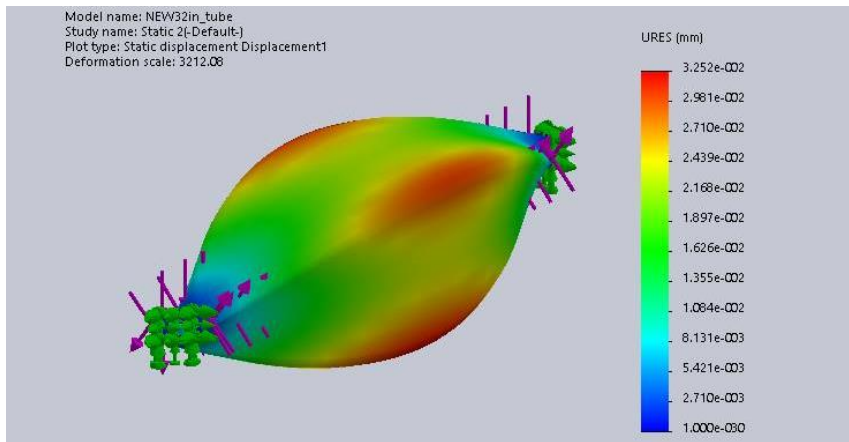 Model name: NEW32in_tube
Study name: Static 2(-Default-)
Plot type: Static displacement Displacement1
Deformation scale: 3212.08
URES (mm)
3.252e-002
2.981e-002
2.710e-002
2.439e-002
2.168e-002
1.897e-002
1.626e-002
1.355e-002
1.084e-002
8.131e-003
5.421e-003
2.710e-003
1.000e-030